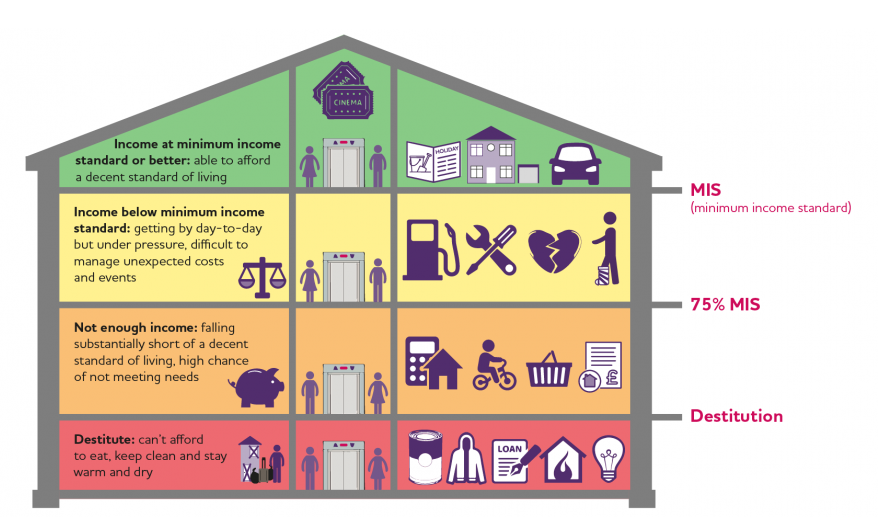 CINEMA
Income at minimum income
standard or better: able to afford
a decent standard of living
HOLIDAY
MIS
(minimum income standard)
Income below minimum income
standard: getting by day-to-day
but under pressure, difficult to
manage unexpected costs
and events
75% MIS
Not enough income: falling
substantially short of a decent
standard of living, high chance
of not meeting needs
£
Destitution
Destitute: can't afford
to eat, keep clean and stay
warm and dry
LOAN